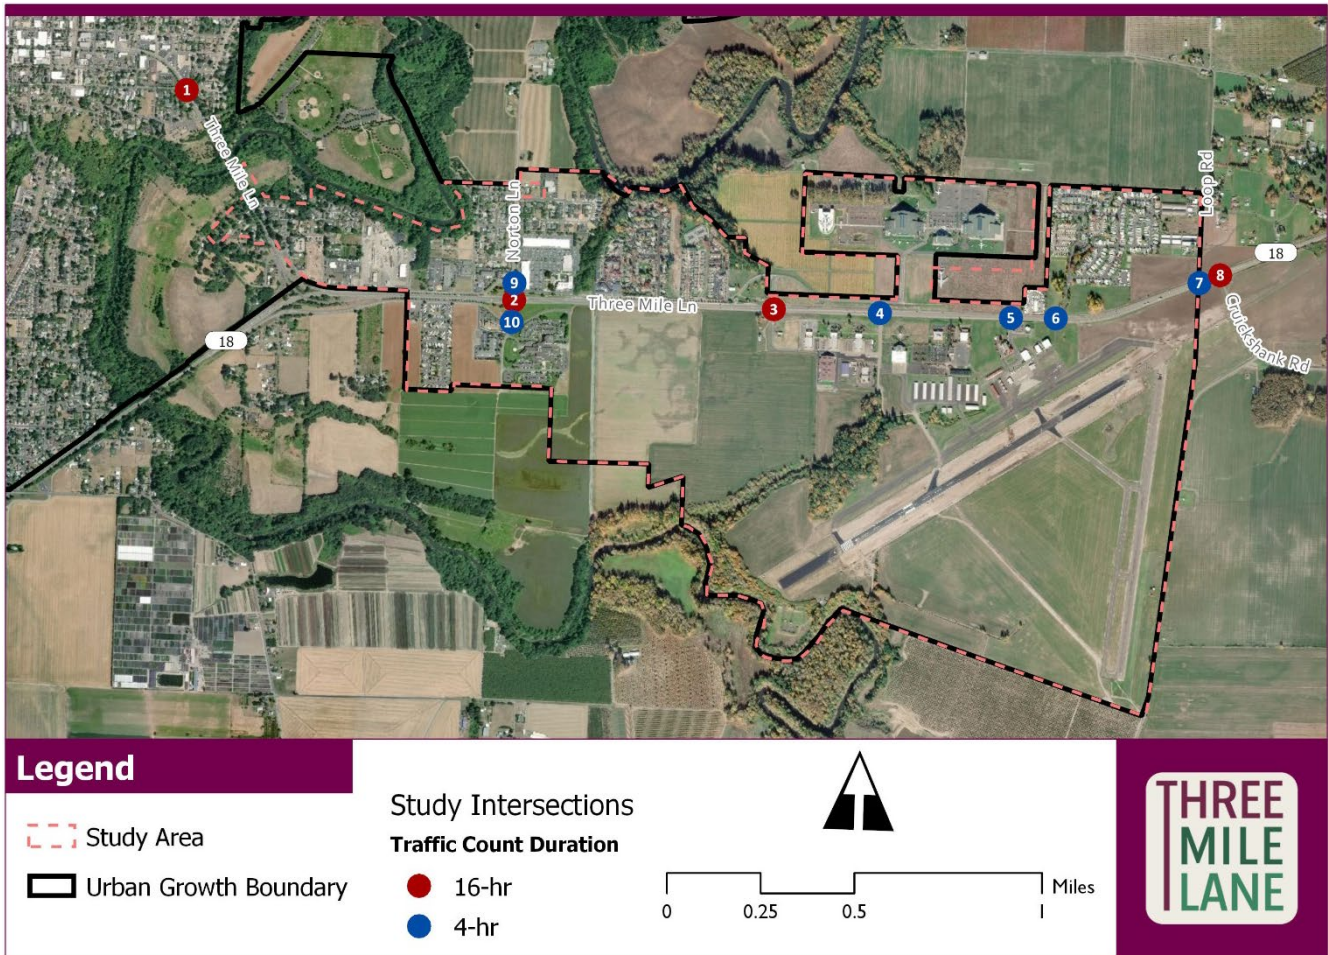 1
Three Mile Ln
Norton Ln
Loop Rd
18
9
2
10
Three Mile Ln
3
4
5
6
7
8
18
Cruickshank Rd
Legend
Study Area
Urban Growth Boundary
Study Intersections
Traffic Count Duration
16-hr
4-hr
0
0.25
0.5
1
Miles
THREE
MILE
LANE